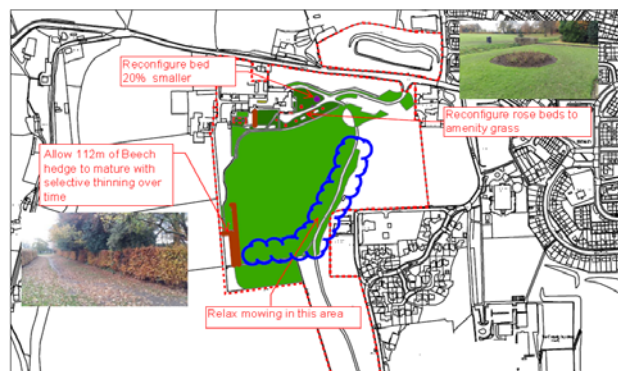 Reconfigure bed
20% smaller
Reconfigure rose beds to
amenity grass
Allow 112m of Beech
hedge to mature with
selective thinning over
time
Relax mowing in this area